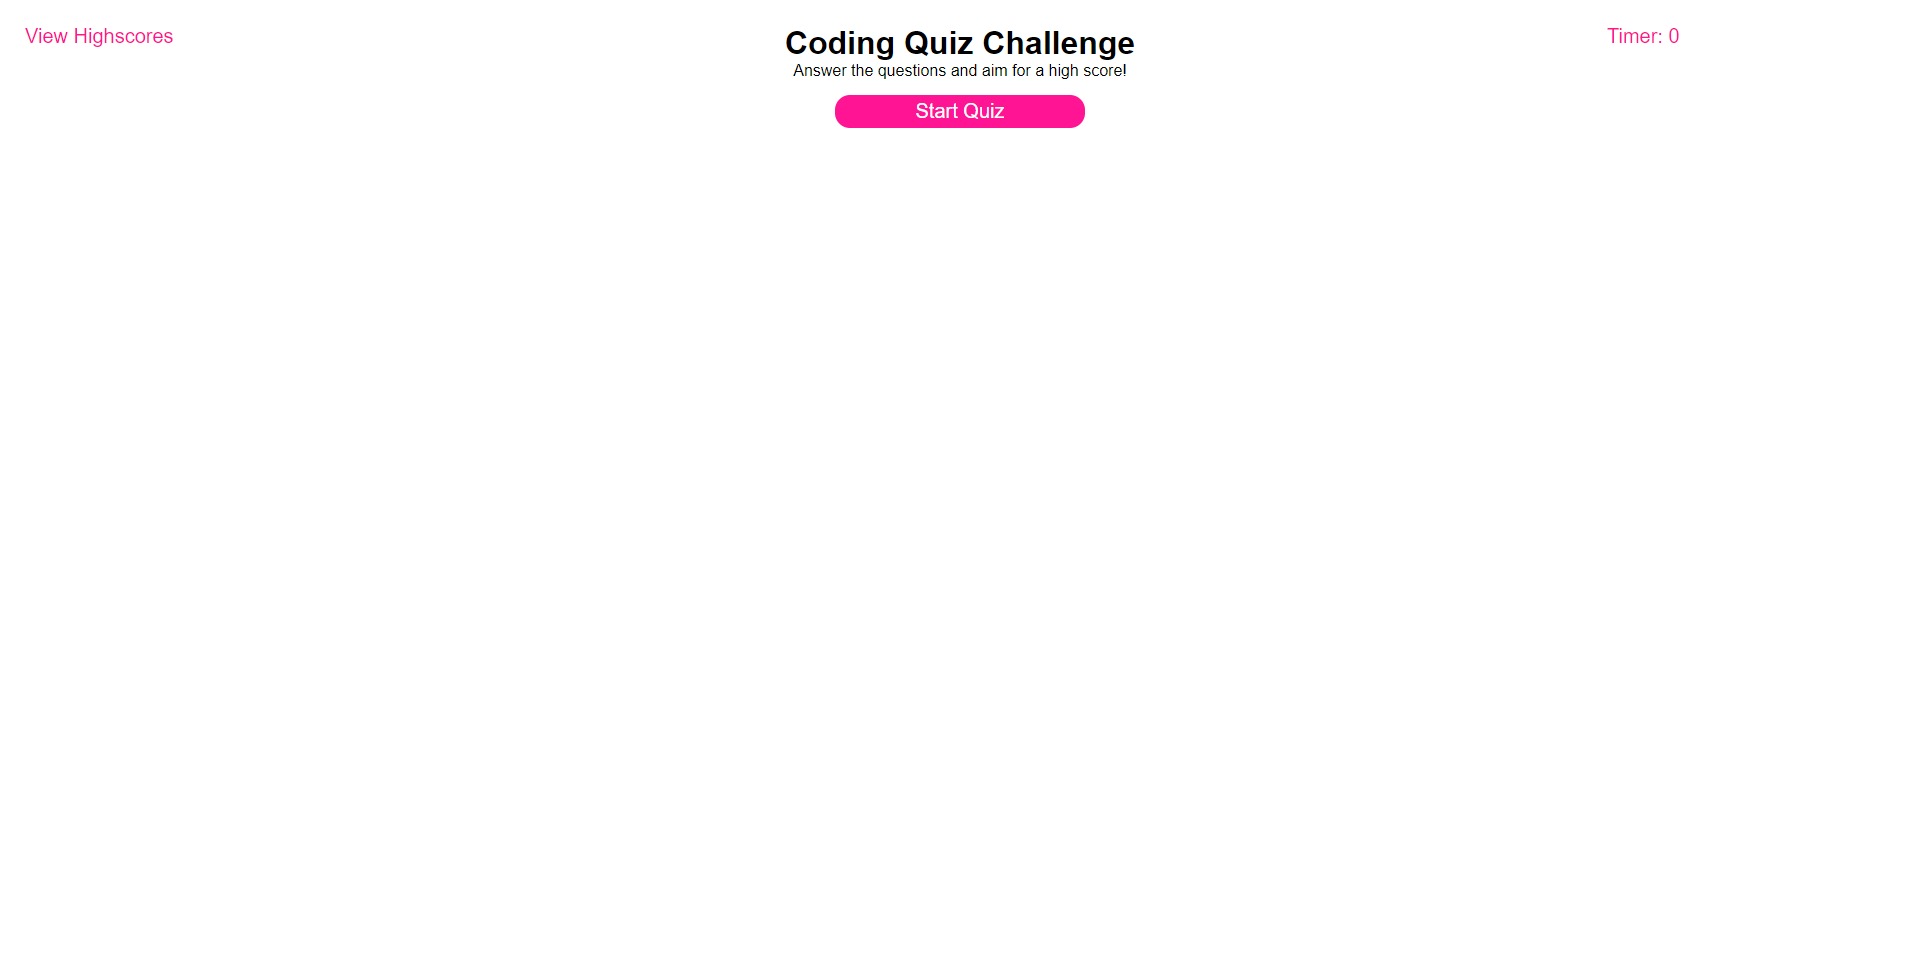 View Highscores
Coding Quiz Challenge
Timer: 0
Answer the questions and aim for a high score!
Start Quiz